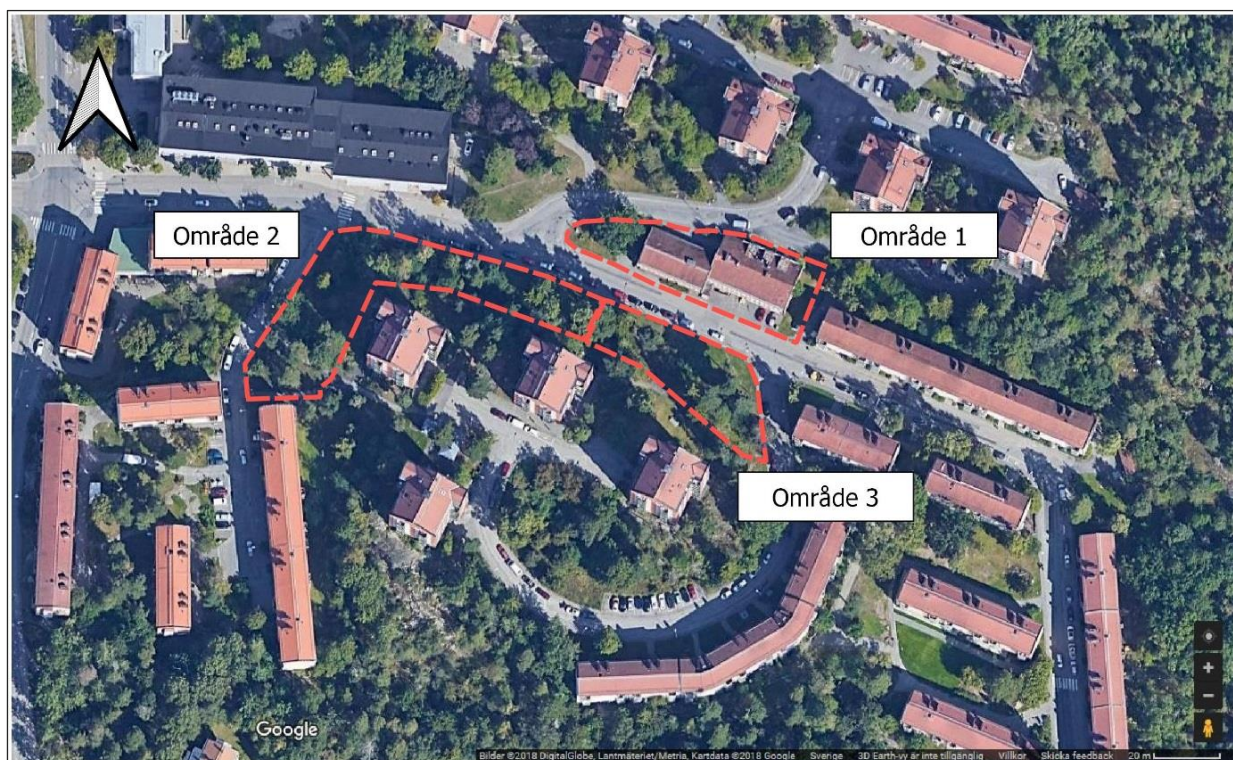 Område 2
Område 1
Område 3
Google
Bilder ©2018 DigitalGlobe, Lantmäteriet/Metria, Kartdata ©2018 Google Sverige 3D Earth-vy är inte tillgänglig Villkor Skicka feedback 20 m